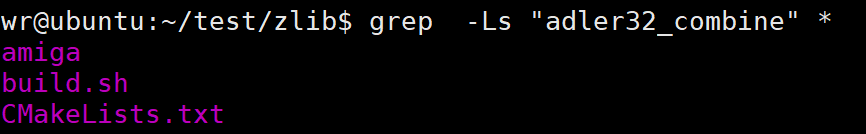 wr@ubuntu:~/test/zlib$ grep  -Ls "adler32_combine" *
amiga
build.sh
CMakeLists.txt